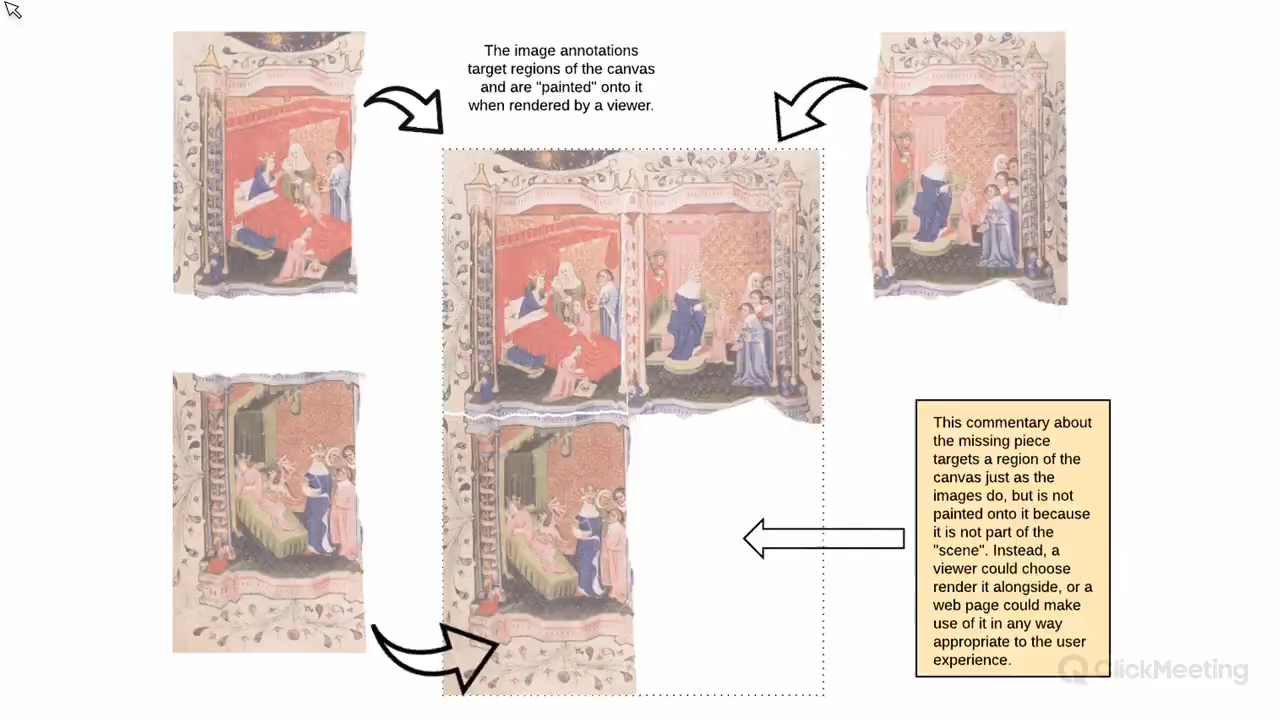 The image annotations
target regions of the canvas
and are "painted" onto it
when rendered by a viewer.
This commentary about
the missing piece
targets a region of the
canvas just as the
images do, but is not
painted onto it because
it is not part of the
"scene". Instead, a
viewer could choose
render it alongside, or a
web page could make
use of it in any way
appropriate to the user
experience.
ClickMeeting